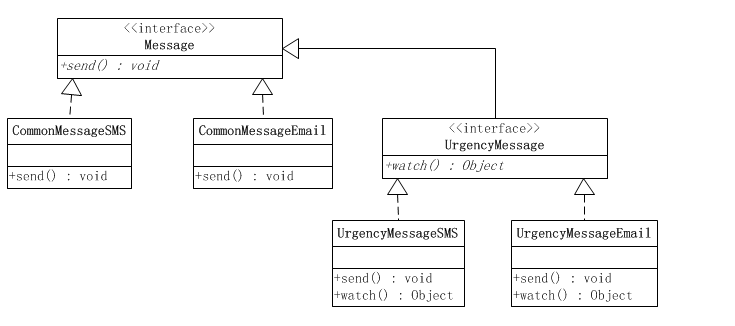 <<interface>>
Message
+send() : void
CommonMessageSMS
+send() : void
CommonMessageEmail
+send() : void
<<interface>>
UrgencyMessage
+watch() : Object
UrgencyMessageSMS
+send() : void
+watch() : Object
UrgencyMessageEmail
+send() : void
+watch() : Object